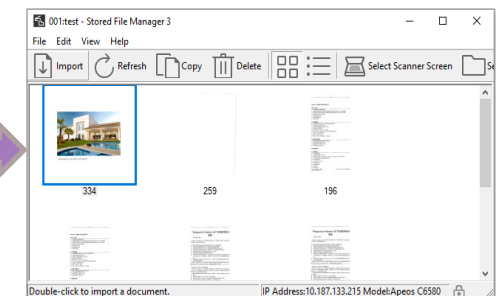 001:test - Stored File Manager 3
File Edit View Help
Import Refresh Copy Delete Select Scanner Screen Se
334 259 196
Double-click to import a document. IP Address:10.187.133.215 Model:Apeos C6580